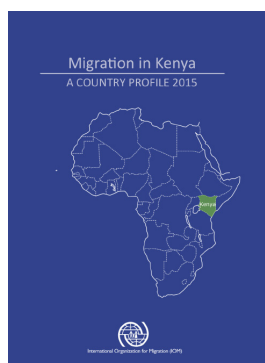 Migration in Kenya
A COUNTRY PROFILE 2015
Kenya
International Organization for Migration (IOM)